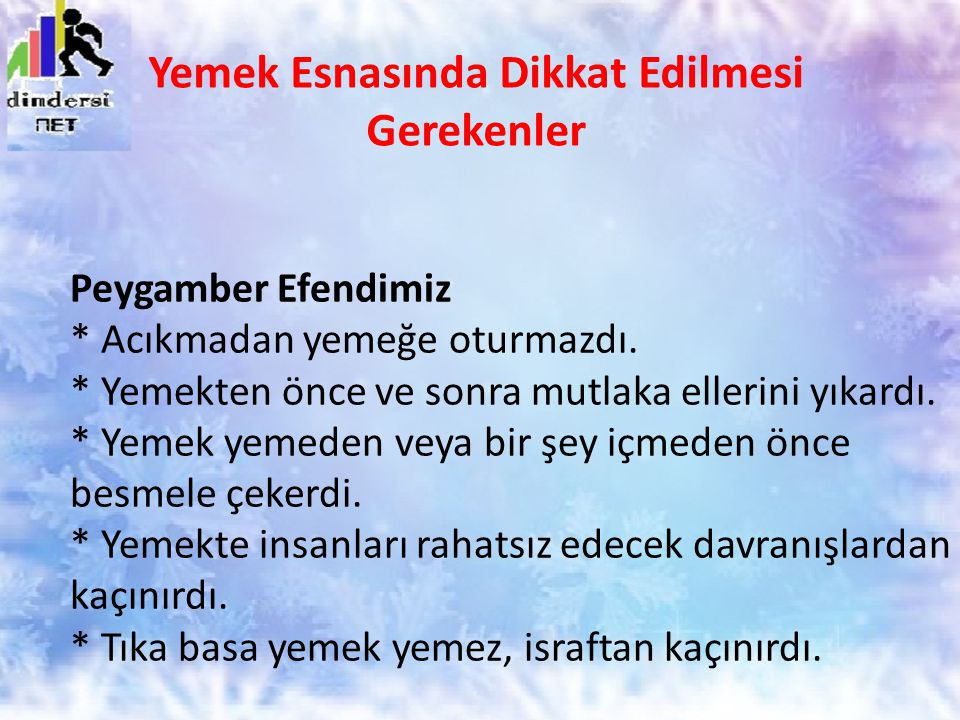 dindersi
NET
Yemek Esnasında Dikkat Edilmesi
Gerekenler
Peygamber Efendimiz
* Acıkmadan yemeğe oturmazdı.
* Yemekten önce ve sonra mutlaka ellerini yıkardı.
* Yemek yemeden veya bir şey içmeden önce
besmele çekerdi.
* Yemekte insanları rahatsız edecek davranışlardan
kaçınırdı.
* Tıka basa yemek yemez, israftan kaçınırdı.